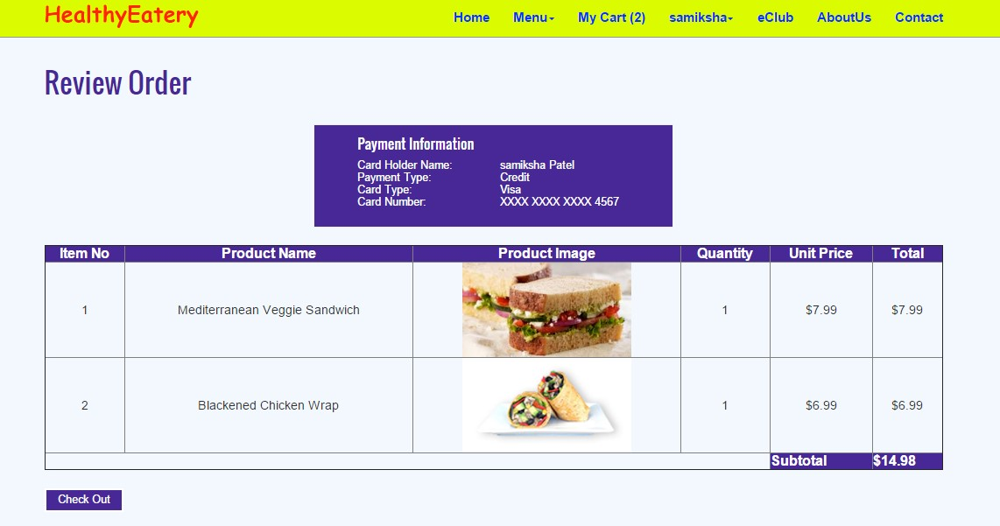 HealthyEatery Home Menu My Cart (2) samiksha eClub AboutUs Contact
Review Order
Payment Information
Card Holder Name: samiksha Patel
Payment Type: Credit
Card Type: Visa
Card Number: XXXX XXXX XXXX 4567
Item No Product Name Product Image Quantity Unit Price Total
1 Mediterranean Veggie Sandwich 1 $7.99 $7.99
2 Blackened Chicken Wrap 1 $6.99 $6.99
Subtotal $14.98
Check Out